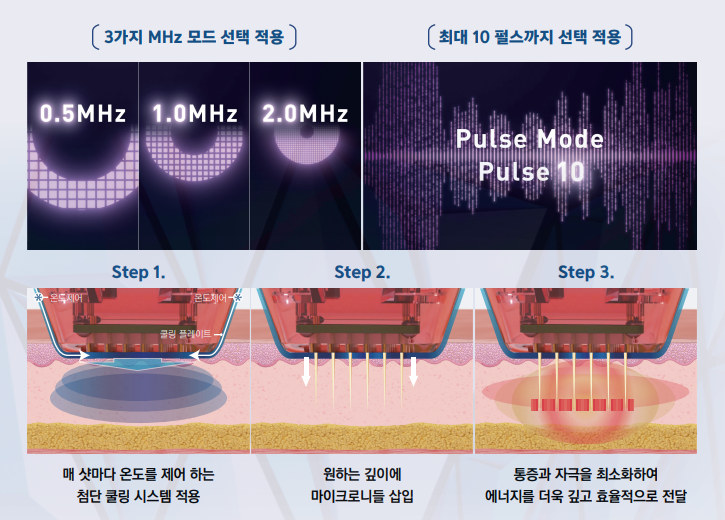 3가지 MHz 모드 선택 적용
최대 10 펄스까지 선택 적용
0.5MHz
1.0MHz
2.0MHz
Pulse Mode
Pulse 10
Step 1.
Step 2.
Step 3.
온도제어
온도제어
쿨링 플레이트
매 샷마다 온도를 제어 하는
첨단 쿨링 시스템 적용
원하는 깊이에
마이크로니들 삽입
통증과 자극을 최소화하여
에너지를 더욱 깊고 효율적으로 전달